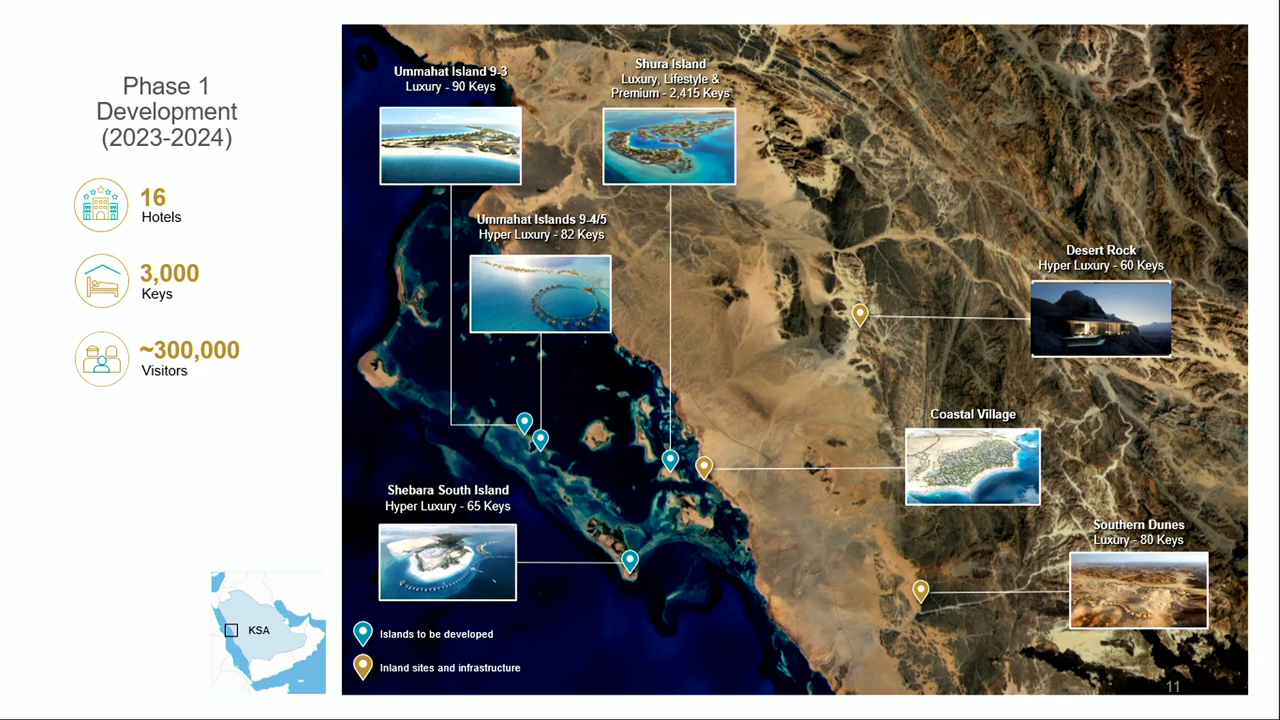 Phase 1
Development
(2023-2024)
16
Hotels
3,000
Keys
~300,000
Visitors
KSA
Ummahat Island 9-3
Luxury - 90 Keys
Shura Island
Luxury, Lifestyle &
Premium - 2,415 Keys
Ummahat Islands 9-4/5
Hyper Luxury - 82 Keys
Desert Rock
Hyper Luxury - 60 Keys
Coastal Village
Shebara South Island
Hyper Luxury - 65 Keys
Southern Dunes
Luxury - 80 Keys
Islands to be developed
Inland sites and infrastructure
11